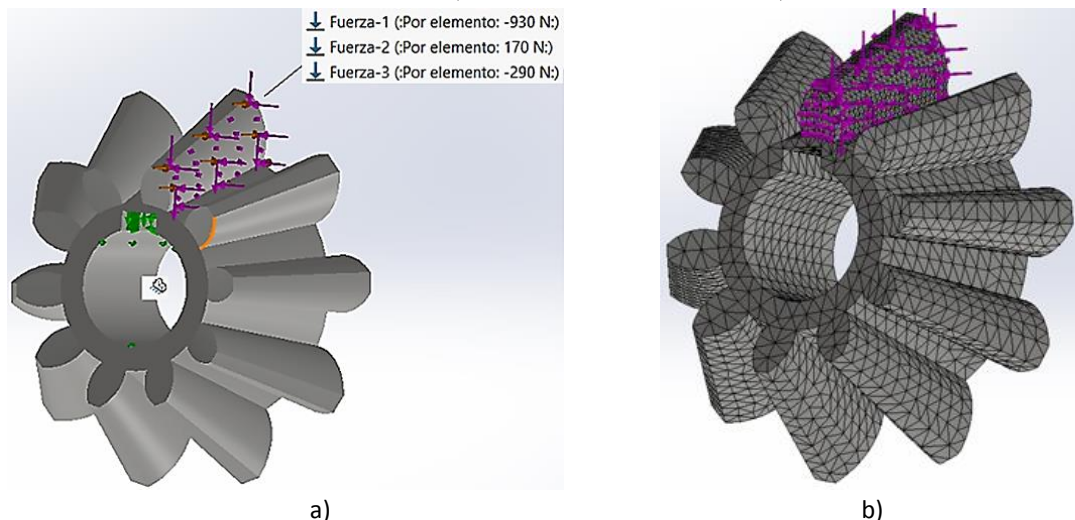 Fuerza-1 (:Por elemento: -930 N:)
Fuerza-2 (:Por elemento: 170 N:)
Fuerza-3 (:Por elemento: -290 N:)
a)
b)